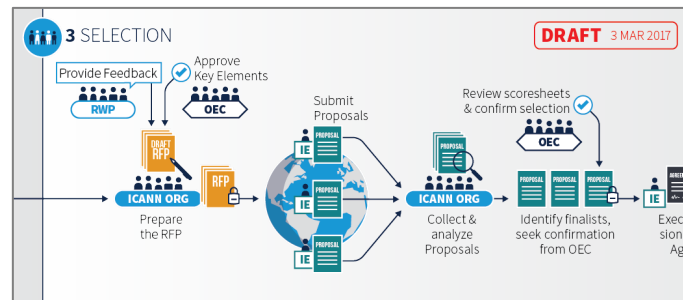 3 SELECTION
DRAFT 3 MAR 2017
Provide Feedback
RWP
Approve
Key Elements
OEC
DRAFT
RFP
ICANN ORG
Prepare
the RFP
RFP
Submit
Proposals
PROPOSAL
IE
PROPOSAL
IE
PROPOSAL
IE
PROPOSAL
ICANN ORG
Collect &
analyze
Proposals
Review scoresheets
& confirm selection
OEC
PROPOSAL
PROPOSAL
PROPOSAL
Identify finalists,
seek confirmation
from OEC
IE